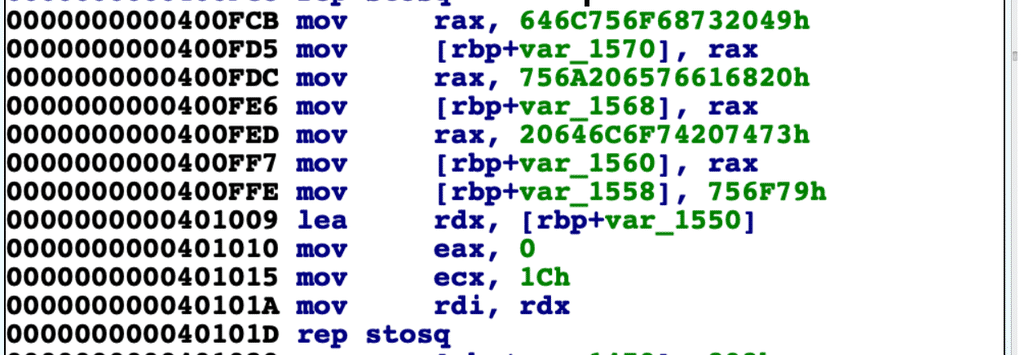 0000000000400FCB mov rax, 646C756F68732049h
0000000000400FD5 mov [rbp+var_1570], rax
0000000000400FDC mov rax, 756A206576616820h
0000000000400FE6 mov [rbp+var_1568], rax
0000000000400FED mov rax, 20646C6F74207473h
0000000000400FF7 mov [rbp+var_1560], rax
0000000000400FFE mov [rbp+var_1558], 756F79h
0000000000401009 lea rdx, [rbp+var_1550]
0000000000401010 mov eax, 0
0000000000401015 mov ecx, 1Ch
000000000040101A mov rdi, rdx
000000000040101D rep stosq